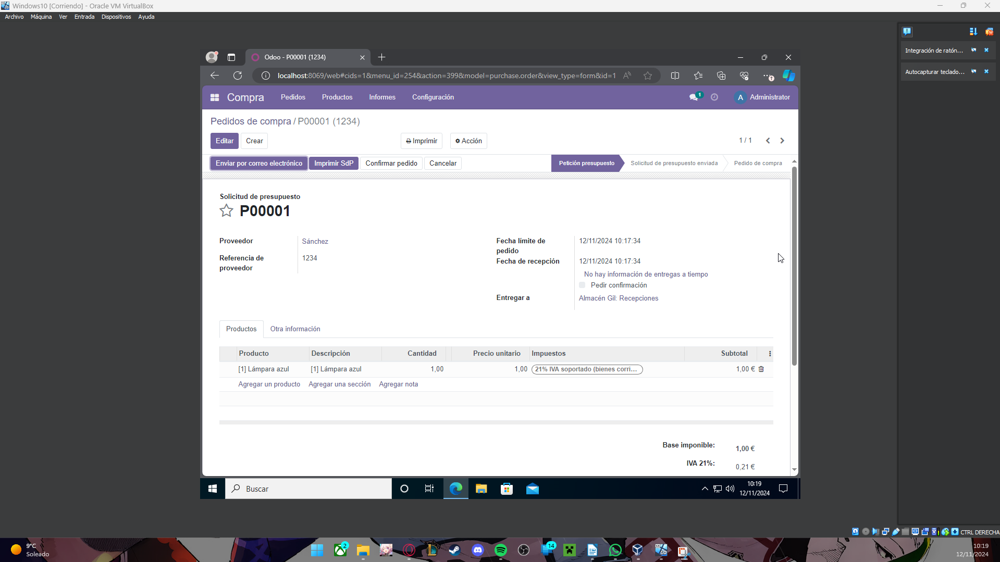 Windows10 [Corriendo] - Oracle VM VirtualBox
Archivo Máquina Ver Entrada Dispositivos Ayuda
Integración de ratón...
Autocapturar teclado...
Odoo - P00001 (1234)
localhost:8069/web#cids=1&menu_id=254&action=399&model=purchase.order&view_type=form&id=1
Compra Pedidos Productos Informes Configuración 1 A Administrator
Pedidos de compra / P00001 (1234)
Editar Crear Imprimir Acción 1 / 1
Enviar por correo electrónico Imprimir SdP Confirmar pedido Cancelar Petición presupuesto Solicitud de presupuesto enviada Pedido de compra
Solicitud de presupuesto
P00001
Proveedor Sánchez
Referencia de proveedor 1234
Fecha límite de pedido 12/11/2024 10:17:34
Fecha de recepción 12/11/2024 10:17:34
No hay información de entregas a tiempo
Pedir confirmación
Entregar a Almacén Gil: Recepciones
Productos Otra información
Producto Descripción Cantidad Precio unitario Impuestos Subtotal
[1] Lámpara azul [1] Lámpara azul 1,00 1,00 21% IVA soportado (bienes corri... 1,00 €
Agregar un producto Agregar una sección Agregar nota
Base imponible: 1,00 €
IVA 21%: 0,21 €
Buscar
10:19
12/11/2024
CTRL DERECHA
9°C
Soleado
2
14
10:19
12/11/2024